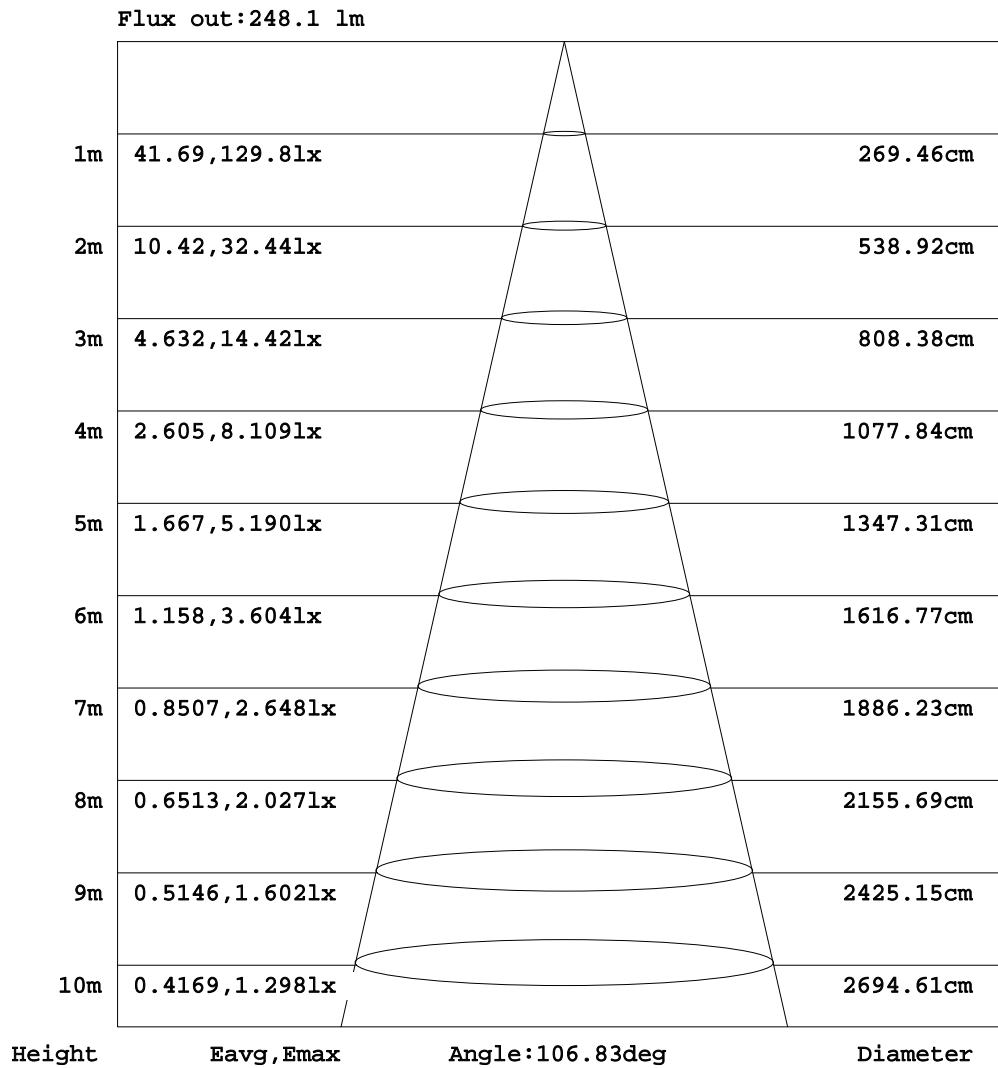 Flux out:248.1 lm
1m 41.69,129.8lx 269.46cm
2m 10.42,32.44lx 538.92cm
3m 4.632,14.42lx 808.38cm
4m 2.605,8.109lx 1077.84cm
5m 1.667,5.190lx 1347.31cm
6m 1.158,3.604lx 1616.77cm
7m 0.8507,2.648lx 1886.23cm
8m 0.6513,2.027lx 2155.69cm
9m 0.5146,1.602lx 2425.15cm
10m 0.4169,1.298lx 2694.61cm
Height Eavg,Emax Angle:106.83deg Diameter